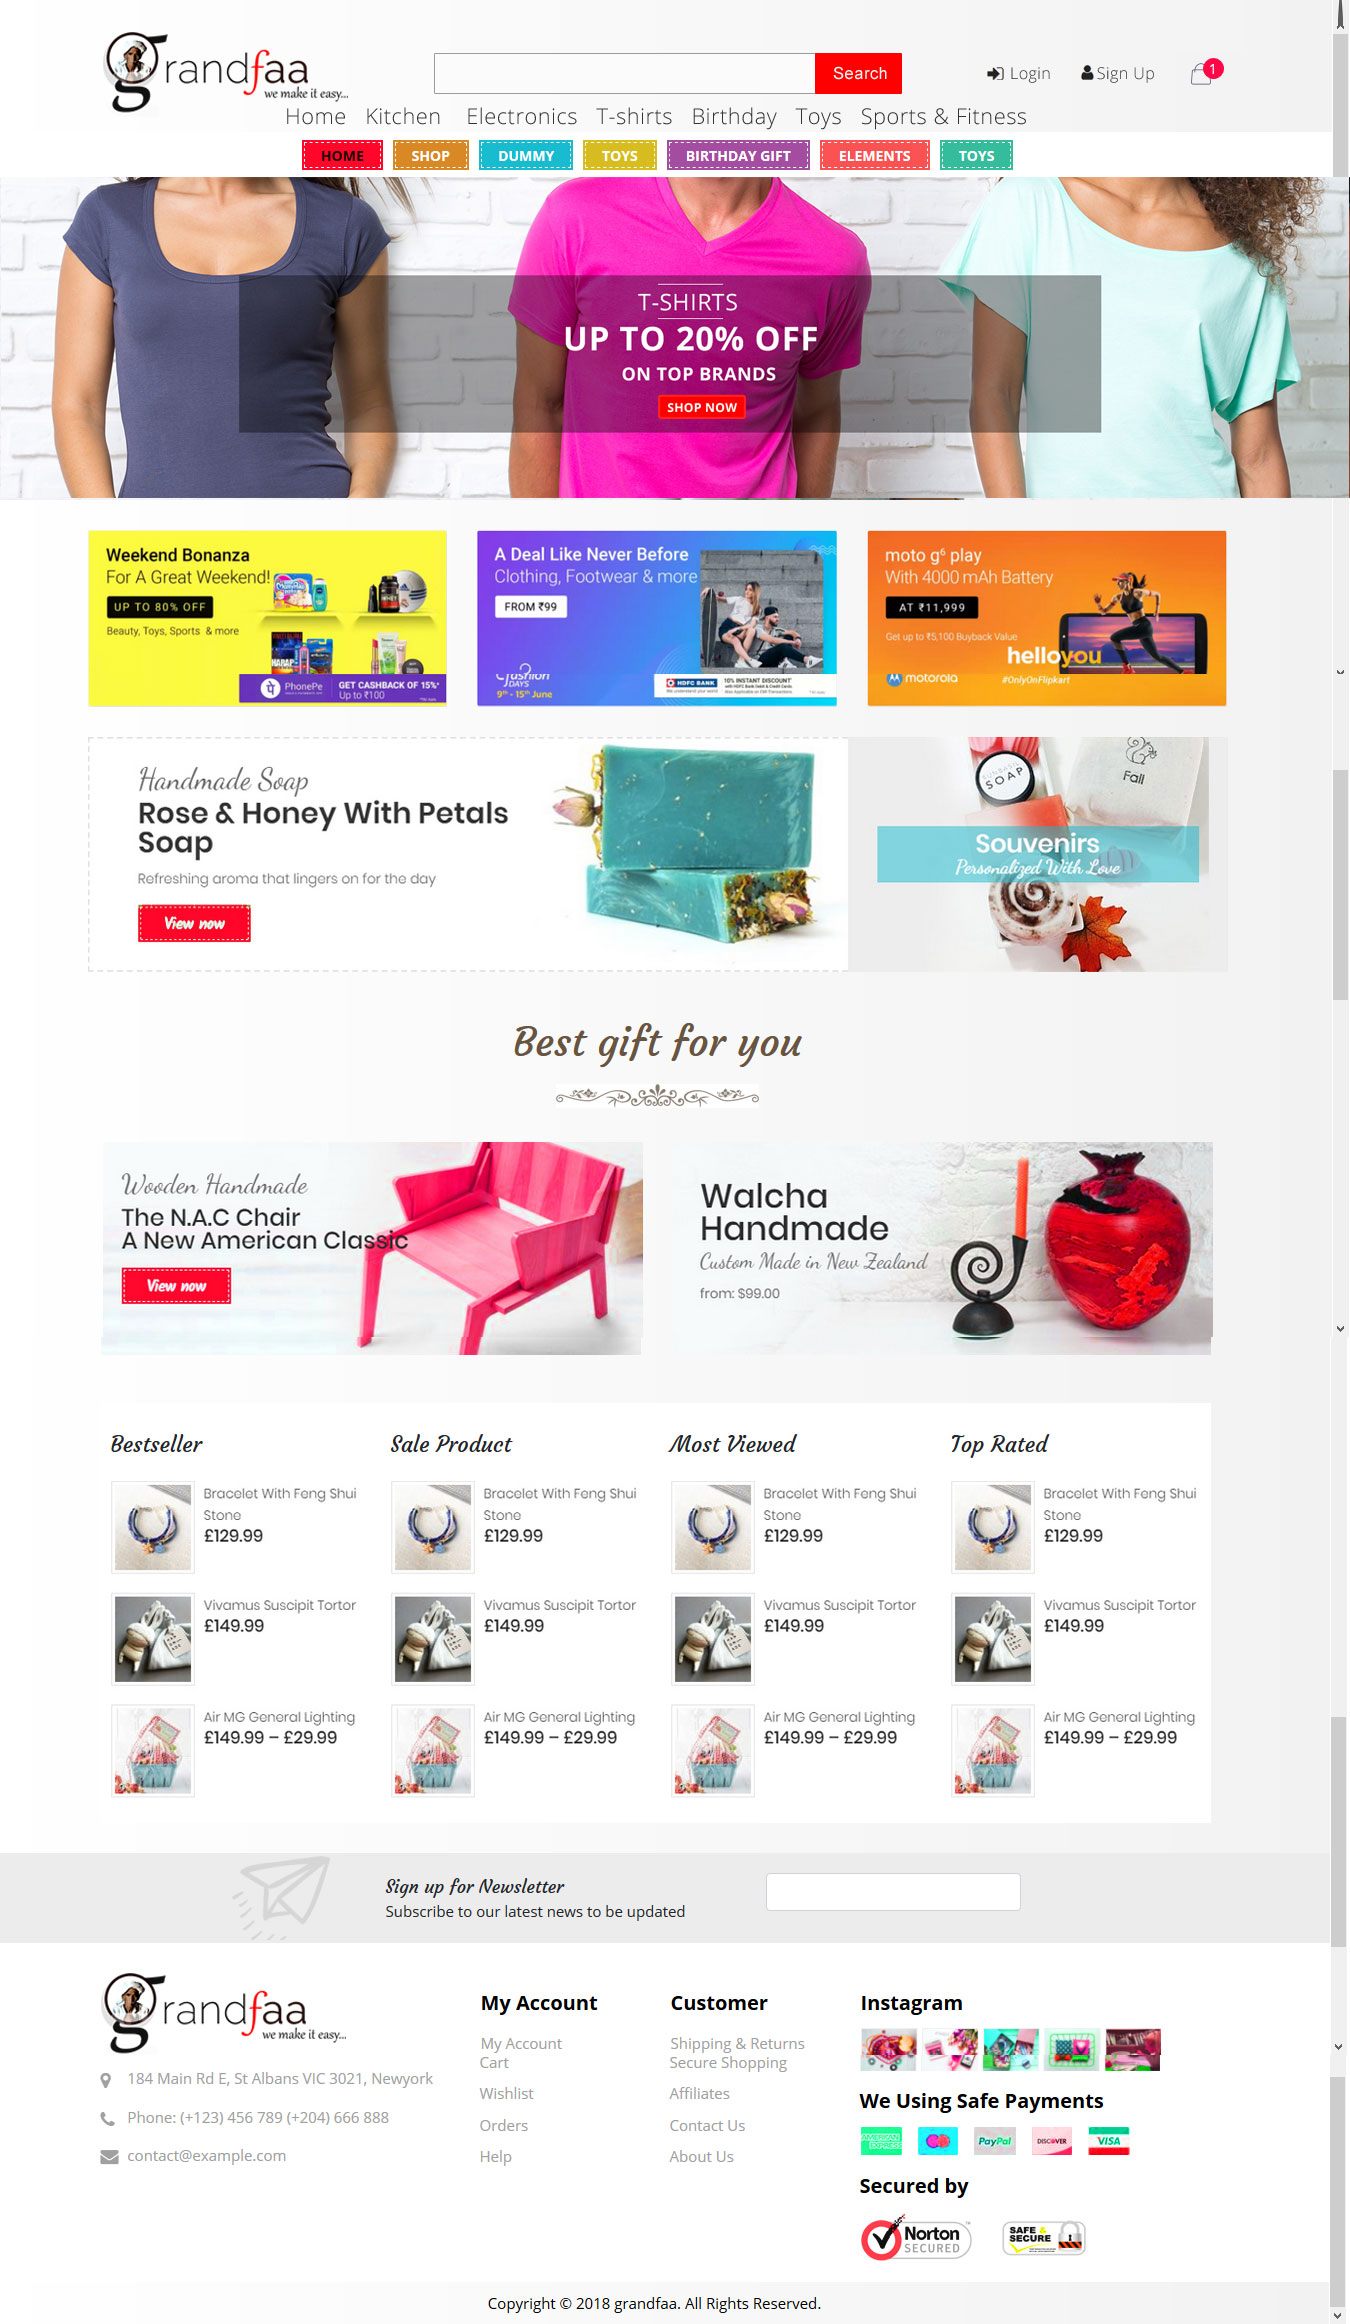 grandfaa
we make it easy...
Search
Login
Sign Up
1
Home Kitchen Electronics T-shirts Birthday Toys Sports & Fitness
HOME SHOP DUMMY TOYS BIRTHDAY GIFT ELEMENTS TOYS
T-SHIRTS
UP TO 20% OFF
ON TOP BRANDS
SHOP NOW
Weekend Bonanza
For A Great Weekend!
UP TO 80% OFF
Beauty, Toys, Sports & more
PhonePe
GET CASHBACK OF 15%*
Up to ₹100
A Deal Like Never Before
Clothing, Footwear & more
FROM ₹99
fashion
DAYS
9th - 15th June
HDFC BANK
We understand your world
10% INSTANT DISCOUNT*
with HDFC Bank Debit & Credit Cards
moto g6 play
With 4000 mAh Battery
AT ₹11,999
Get up to ₹5,100 Buyback Value
helloyou
motorola
#OnlyOnFlipkart
Handmade Soap
Rose & Honey With Petals
Soap
Refreshing aroma that lingers on for the day
View now
SOAP
Fall
Souvenirs
Personalized With Love
Best gift for you
Wooden Handmade
The N.A.C Chair
A New American Classic
View now
Walcha
Handmade
Custom Made in New Zealand
from: $99.00
Bestseller
Bracelet With Feng Shui
Stone
£129.99
Vivamus Suscipit Tortor
£149.99
Air MG General Lighting
£149.99 – £29.99
Sale Product
Bracelet With Feng Shui
Stone
£129.99
Vivamus Suscipit Tortor
£149.99
Air MG General Lighting
£149.99 – £29.99
Most Viewed
Bracelet With Feng Shui
Stone
£129.99
Vivamus Suscipit Tortor
£149.99
Air MG General Lighting
£149.99 – £29.99
Top Rated
Bracelet With Feng Shui
Stone
£129.99
Vivamus Suscipit Tortor
£149.99
Air MG General Lighting
£149.99 – £29.99
Sign up for Newsletter
Subscribe to our latest news to be updated
grandfaa
we make it easy...
184 Main Rd E, St Albans VIC 3021, Newyork
Phone: (+123) 456 789 (+204) 666 888
contact@example.com
My Account
My Account
Cart
Wishlist
Orders
Help
Customer
Shipping & Returns
Secure Shopping
Affiliates
Contact Us
About Us
Instagram
We Using Safe Payments
AMERICAN
EXPRESS
PayPal
DISCOVER
VISA
Secured by
Norton
SECURED
SAFE &
SECURE
Copyright © 2018 grandfaa. All Rights Reserved.